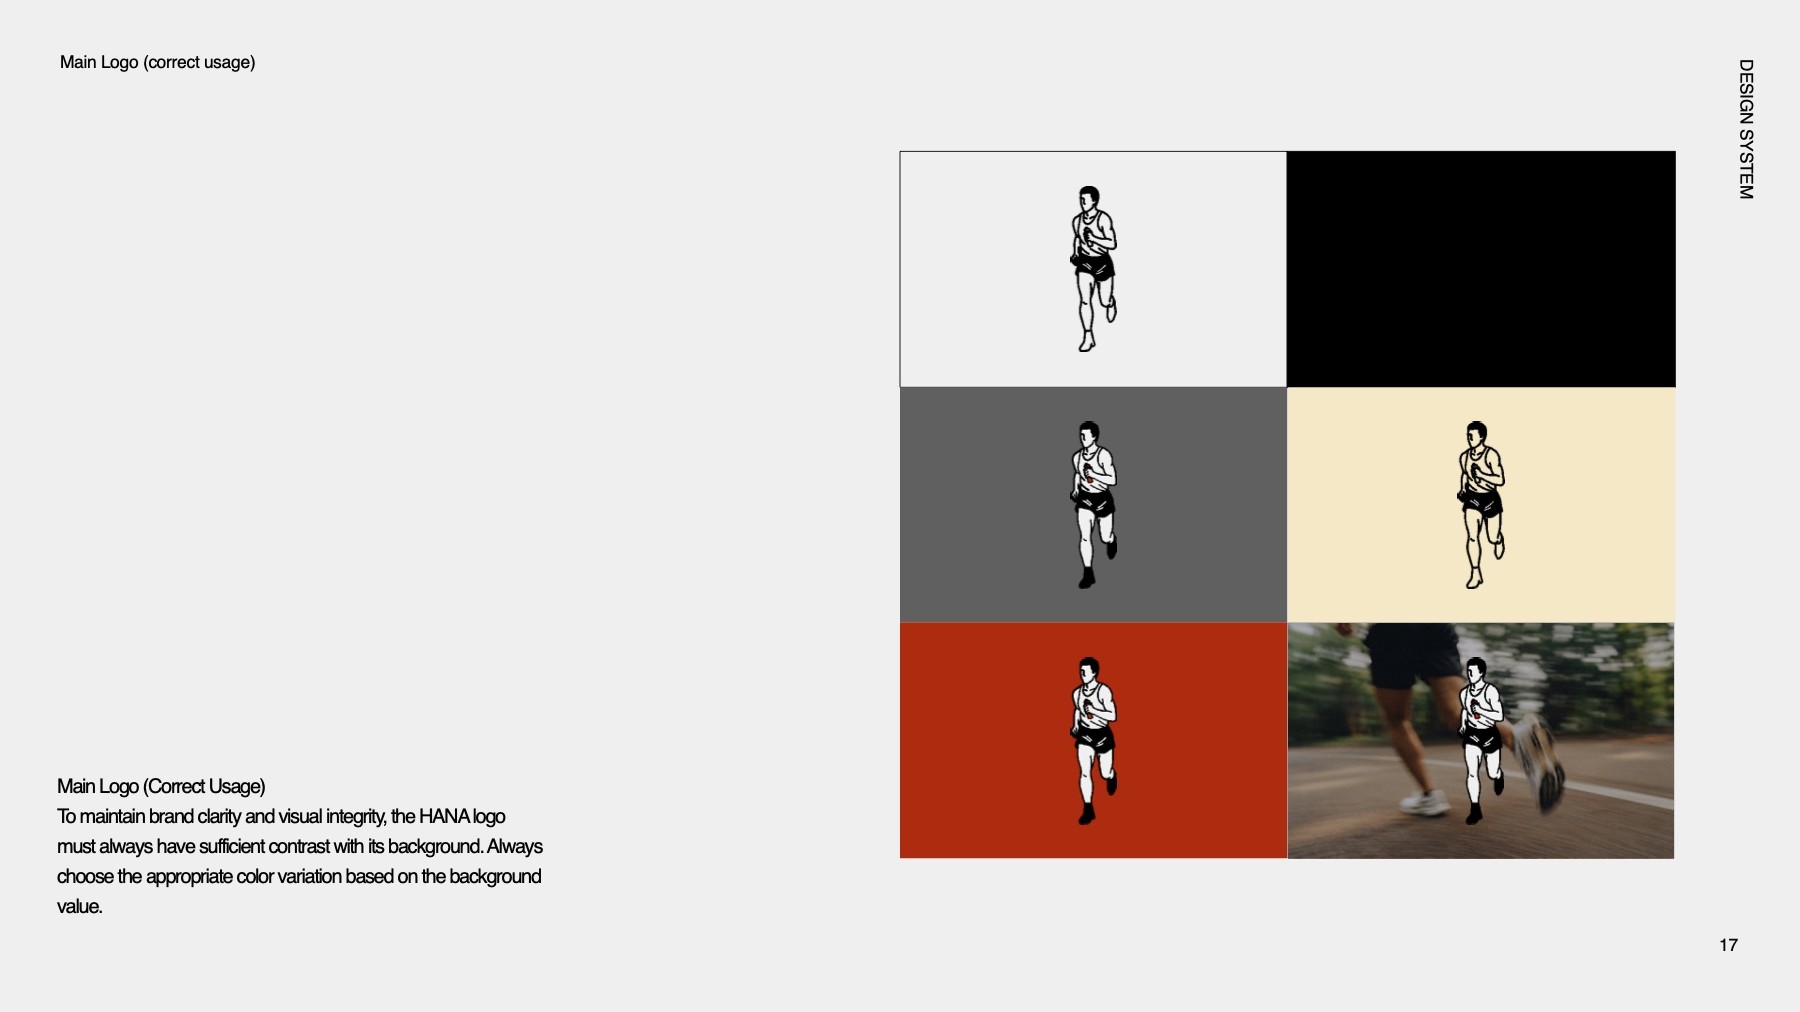 Main Logo (correct usage)
DESIGN SYSTEM
Main Logo (Correct Usage)
To maintain brand clarity and visual integrity, the HANA logo
must always have sufficient contrast with its background. Always
choose the appropriate color variation based on the background
value.
17